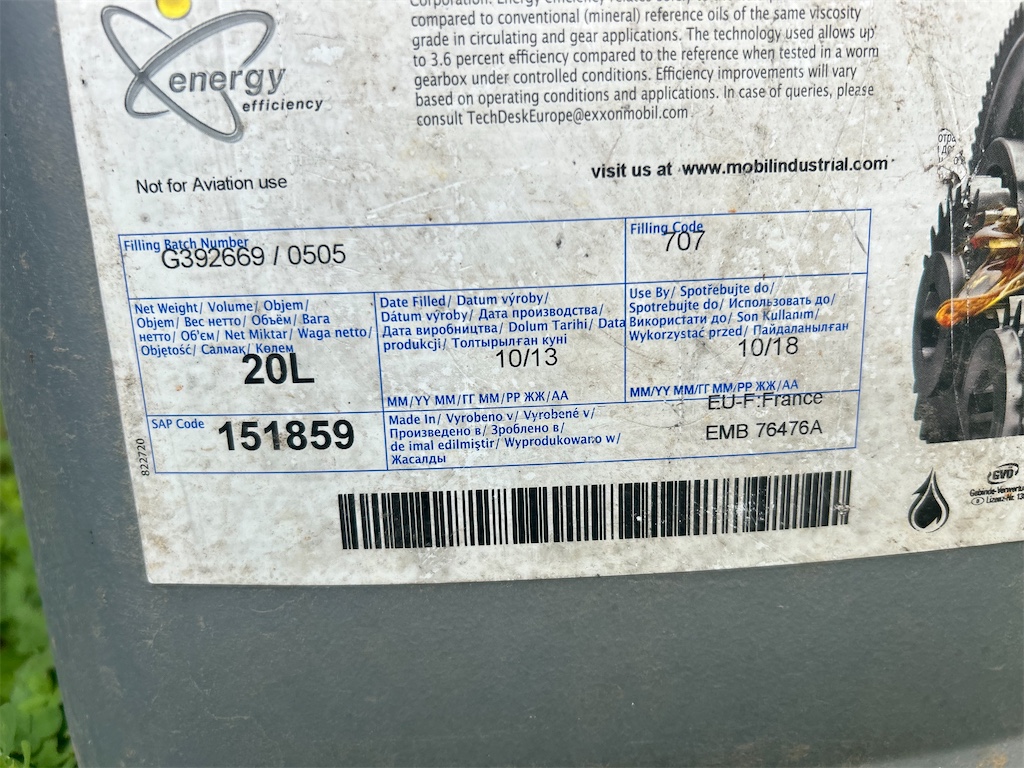 energy
efficiency
compared to conventional (mineral) reference oils of the same viscosity
grade in circulating and gear applications. The technology used allows up
to 3.6 percent efficiency compared to the reference when tested in a worm
gearbox under controlled conditions. Efficiency improvements will vary
based on operating conditions and applications. In case of queries, please
consult TechDeskEurope@exxonmobil.com
visit us at www.mobilindustrial.com
Not for Aviation use
Filling Batch Number
G392669 / 0505
Filling Code
707
Net Weight/ Volume/ Objem/
Objem/ Вес нетто/ Объём/ Вага
нетто/ Об'єм/ Net Miktar/ Waga netto/
Objętość/ Салмақ/ Көлем
20L
Date Filled/ Datum výroby/
Dátum výroby/ Дата производства/
Дата виробництва/ Dolum Tarihi/ Data
produkcji/ Толтырылған күні
10/13
MM/YY MM/ГГ MM/PP ЖЖ/AA
Use By/ Spotřebujte do/
Spotrebujte do/ Использовать до/
Використати до/ Son Kullanım/
Wykorzystać przed/ Пайдаланылған
10/18
MM/YY MM/ГГ MM/PP ЖЖ/AA
SAP Code
151859
Made In/ Vyrobeno v/ Vyrobené v/
Произведено в/ Зроблено в/
de imal edilmiştir/ Wyprodukowano w/
Жасалды
EU-F:France
EMB 76476A
822720
GVÖ
Lizenz-Nr.